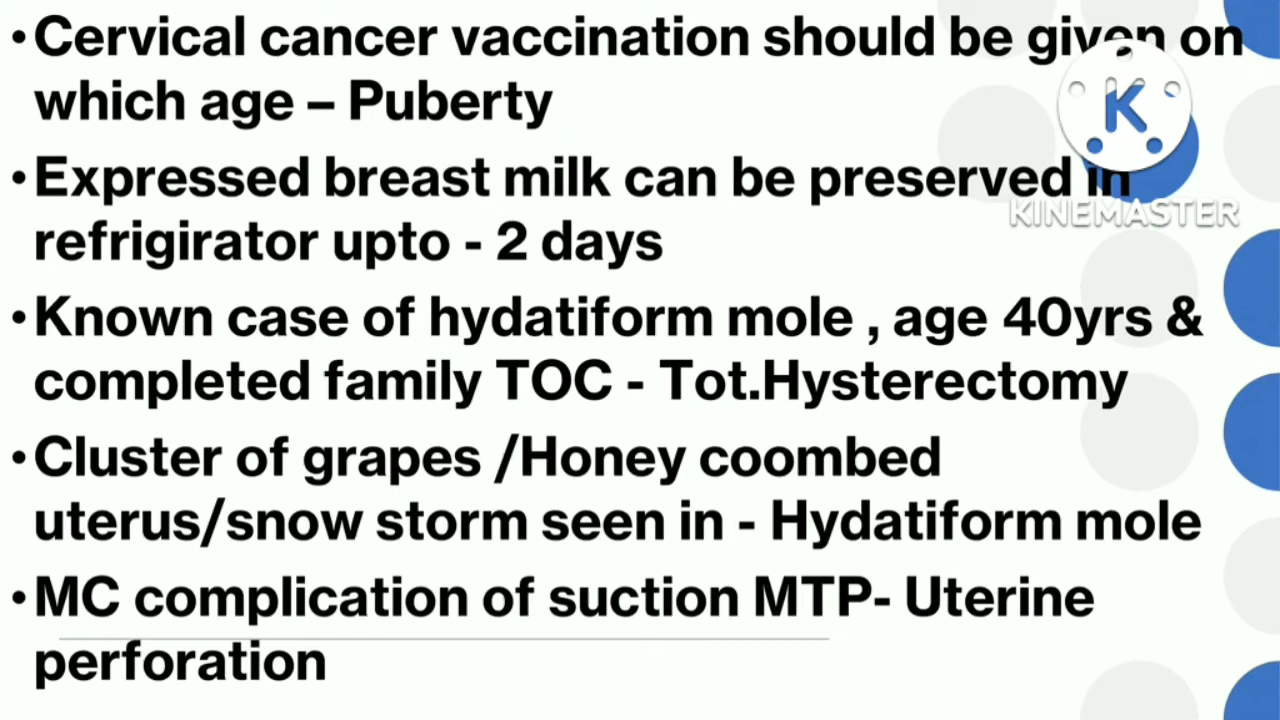 •Cervical cancer vaccination should be given on
which age – Puberty
•Expressed breast milk can be preserved in
refrigirator upto - 2 days
•Known case of hydatiform mole , age 40yrs &
completed family TOC - Tot.Hysterectomy
•Cluster of grapes /Honey coombed
uterus/snow storm seen in - Hydatiform mole
•MC complication of suction MTP- Uterine
perforation
K
KINEMASTER